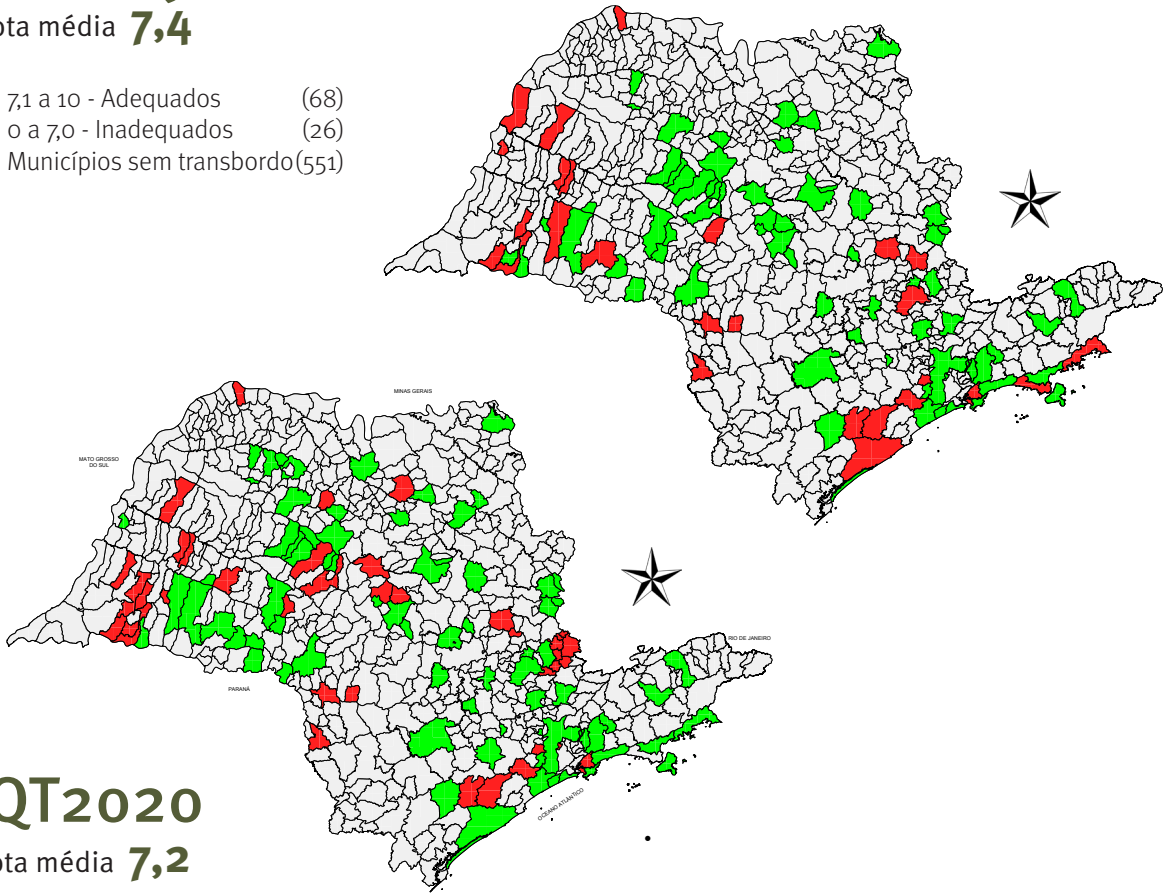 ota média 7,4
7,1 a 10 - Adequados (68)
0 a 7,0 - Inadequados (26)
Municípios sem transbordo (551)
MINAS GERAIS
MATO GROSSO
DO SUL
RIO DE JANEIRO
PARANÁ
OCEANO ATLÂNTICO
QT2020
ota média 7,2